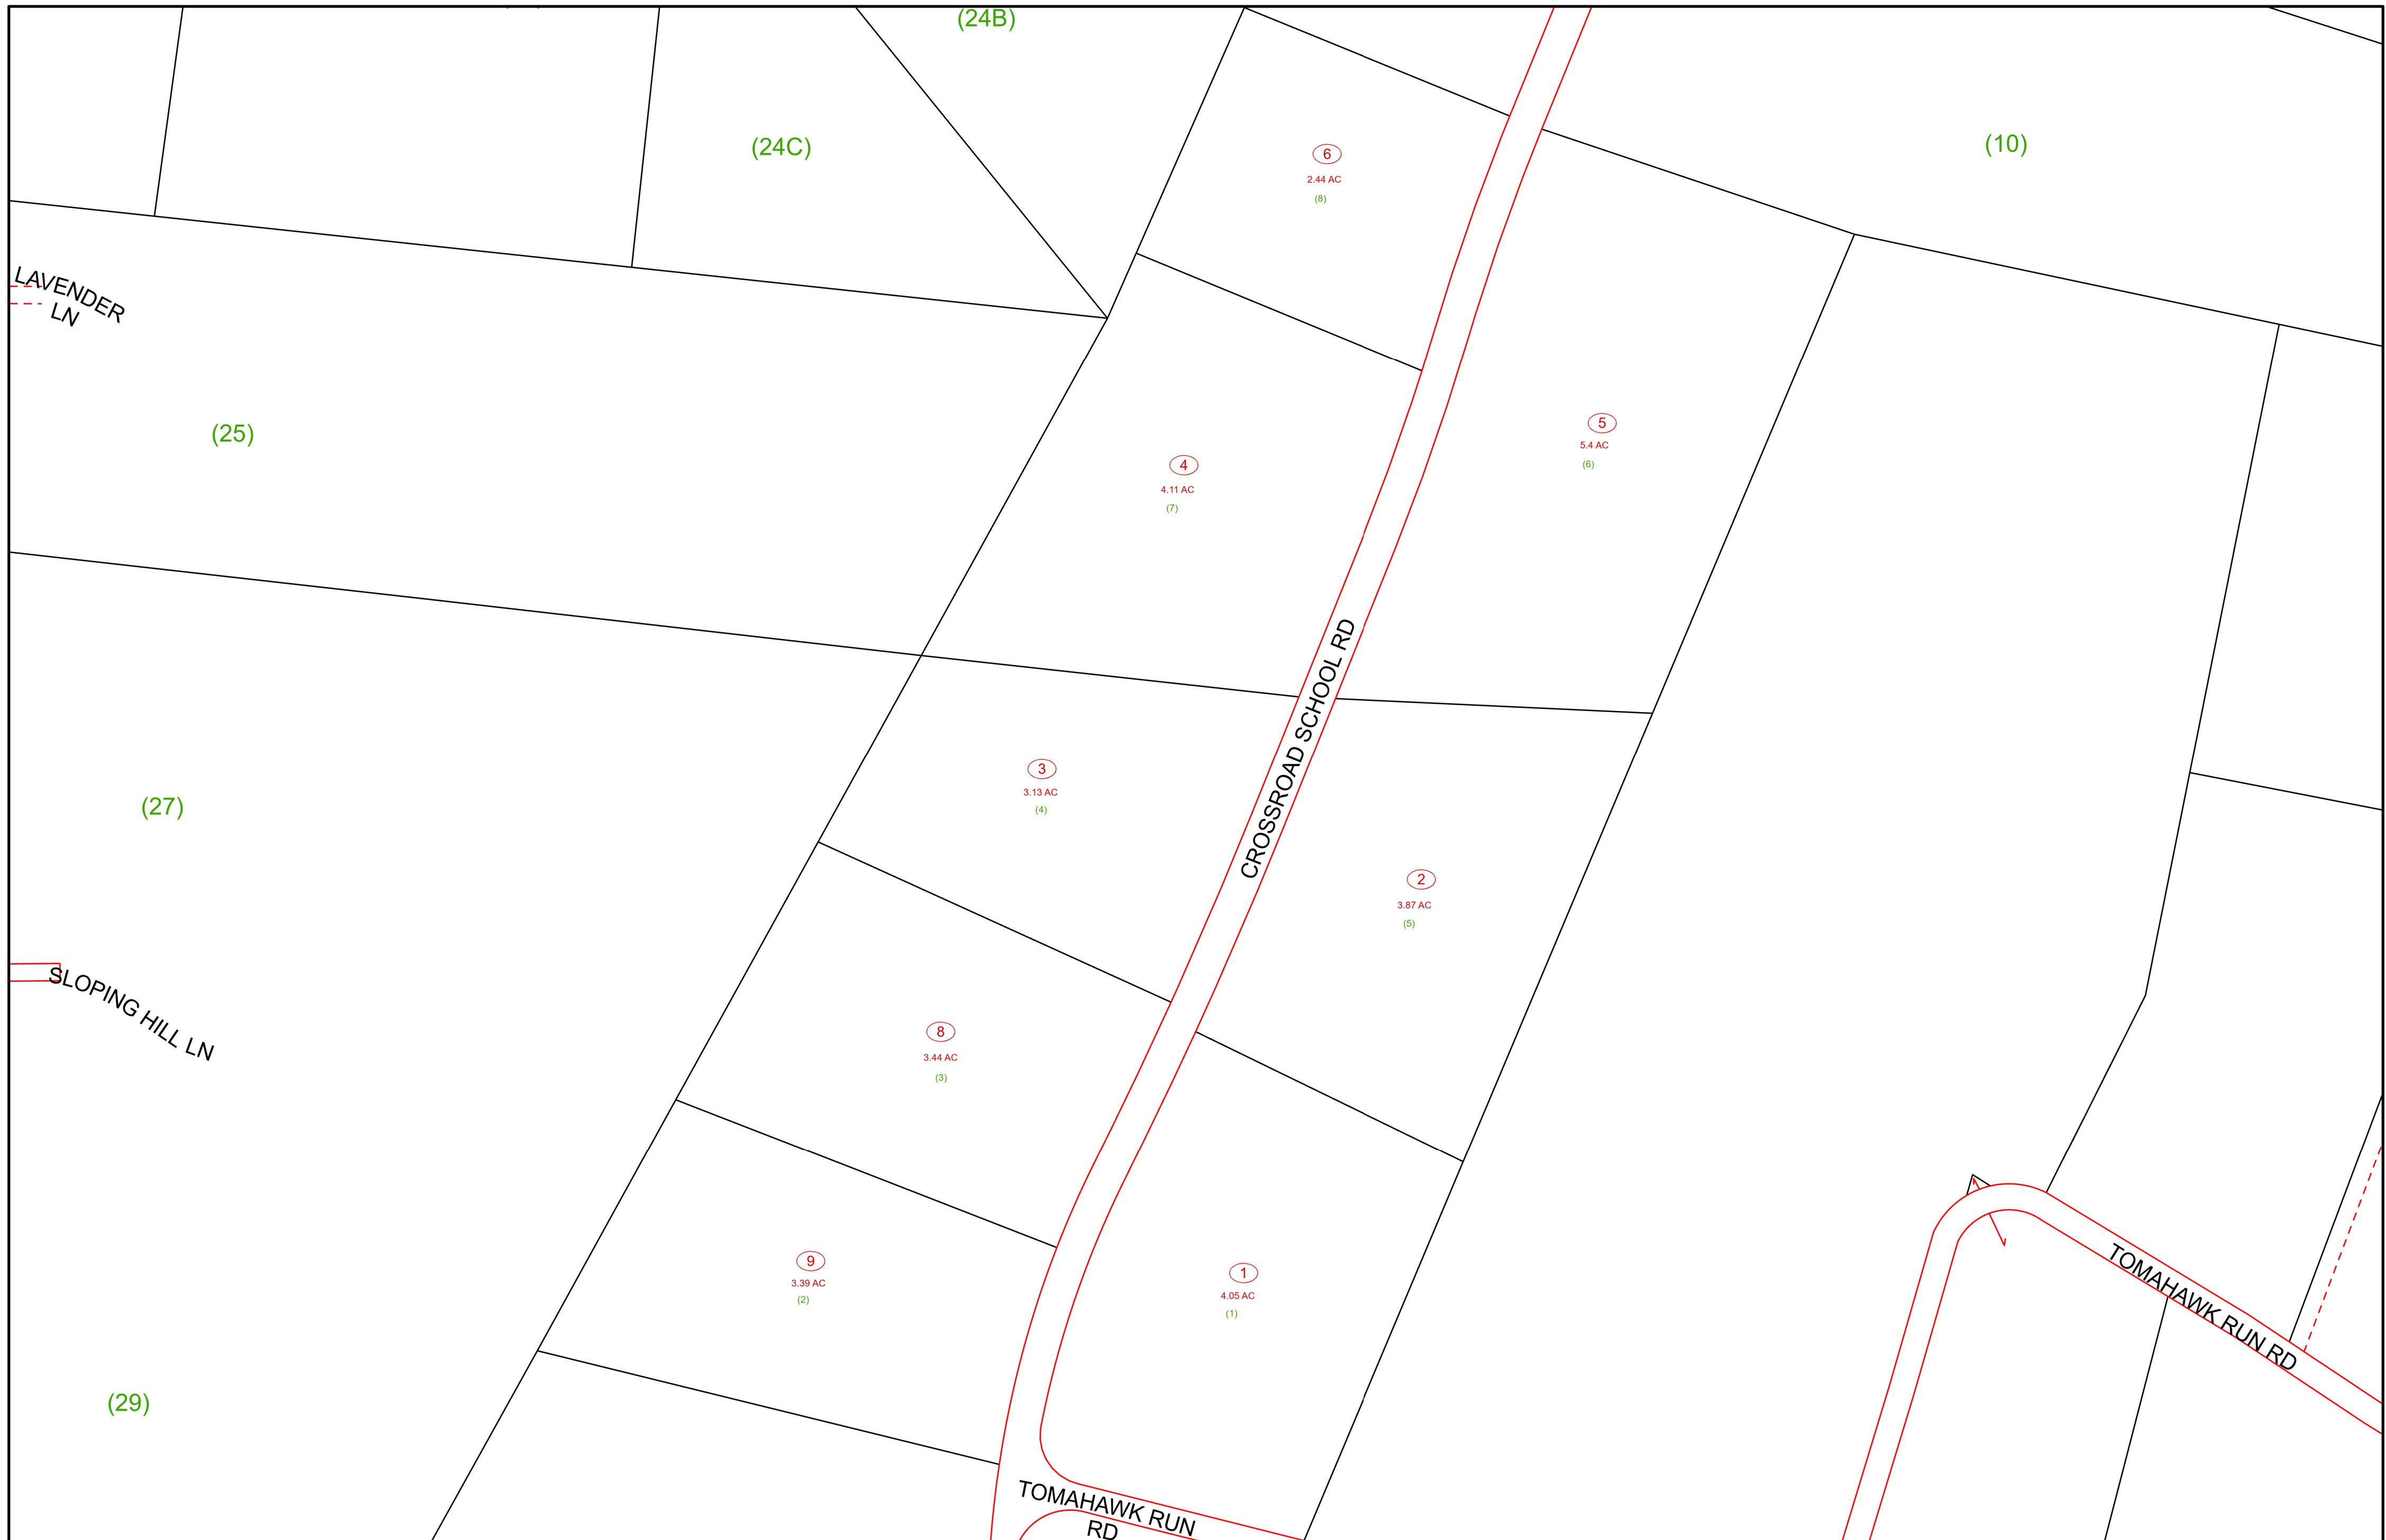 (24B)
(24C)
(10)
6
2.44 AC
(8)
LAVENDER
LN
(25)
5
5.4 AC
(6)
4
4.11 AC
(7)
CROSSROAD SCHOOL RD
3
3.13 AC
(4)
(27)
2
3.87 AC
(5)
SLOPING HILL LN
8
3.44 AC
(3)
9
3.39 AC
(2)
1
4.05 AC
(1)
TOMAHAWK RUN RD
(29)
TOMAHAWK RUN
RD